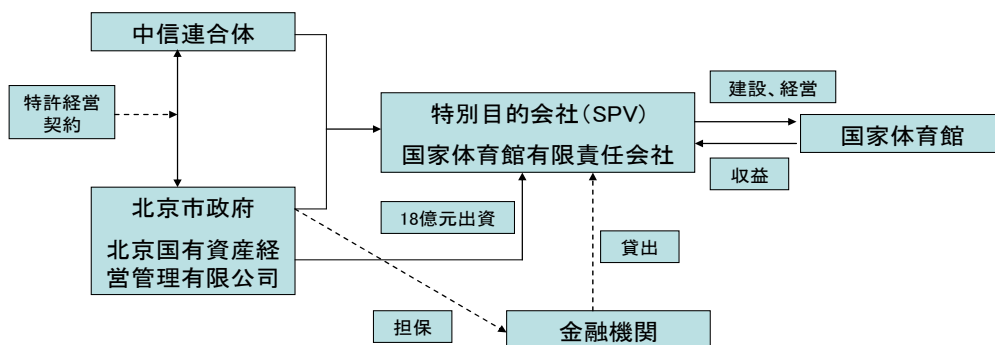 中信連合体
特許経営
契約
特別目的会社(SPV)
国家体育館有限責任会社
建設、経営
国家体育館
収益
北京市政府
北京国有資産経
営管理有限公司
18億元出資
貸出
担保
金融機関